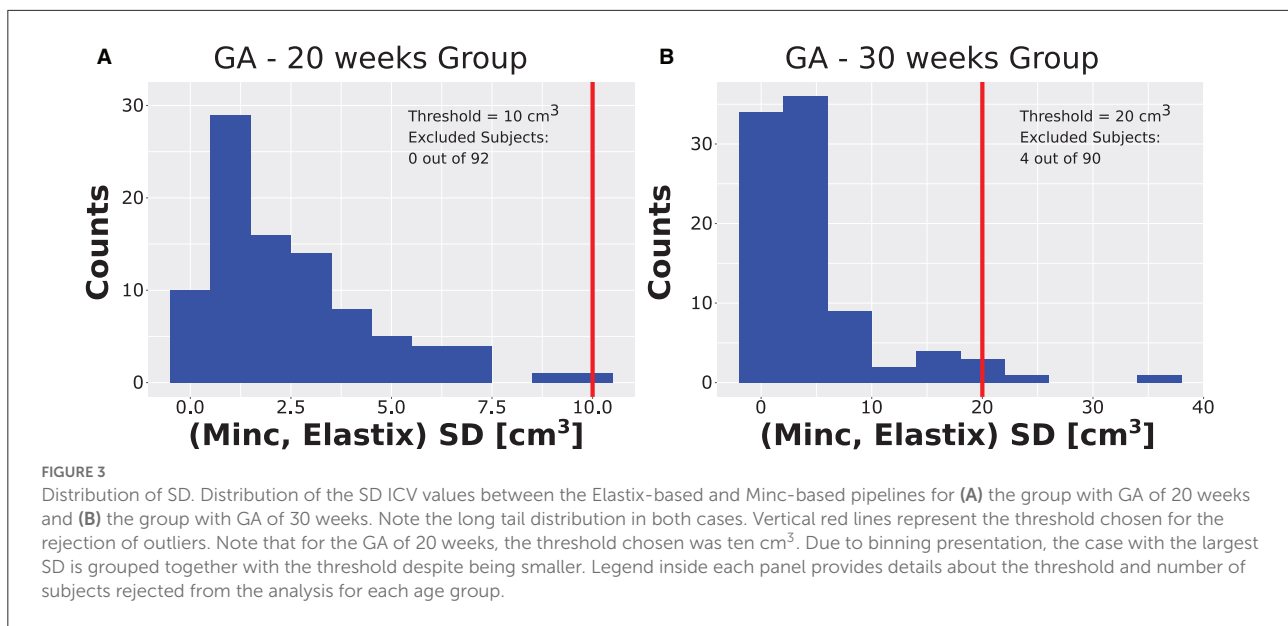 A
GA - 20 weeks Group
30
20
10
0
Counts
Threshold = 10 cm³
Excluded Subjects:
0 out of 92
0.0 2.5 5.0 7.5 10.0
(Minc, Elastix) SD [cm³]
B
GA - 30 weeks Group
30
20
10
0
Counts
Threshold = 20 cm³
Excluded Subjects:
4 out of 90
0 10 20 30 40
(Minc, Elastix) SD [cm³]
FIGURE 3
Distribution of SD. Distribution of the SD ICV values between the Elastix-based and Minc-based pipelines for (A) the group with GA of 20 weeks
and (B) the group with GA of 30 weeks. Note the long tail distribution in both cases. Vertical red lines represent the threshold chosen for the
rejection of outliers. Note that for the GA of 20 weeks, the threshold chosen was ten cm³. Due to binning presentation, the case with the largest
SD is grouped together with the threshold despite being smaller. Legend inside each panel provides details about the threshold and number of
subjects rejected from the analysis for each age group.